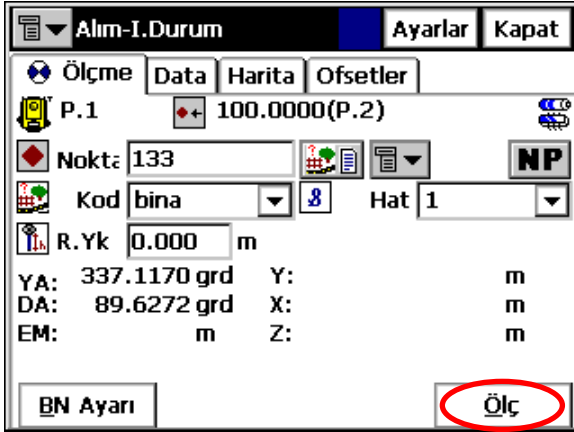 Alım-I.Durum Ayarlar Kapat
Ölçme Data Harita Ofsetler
P.1 100.0000(P.2)
Nokta 133 NP
Kod bina 8 Hat 1
R.Yk 0.000 m
YA: 337.1170 grd Y: m
DA: 89.6272 grd X: m
EM: m Z: m
BN Ayarı Ölç